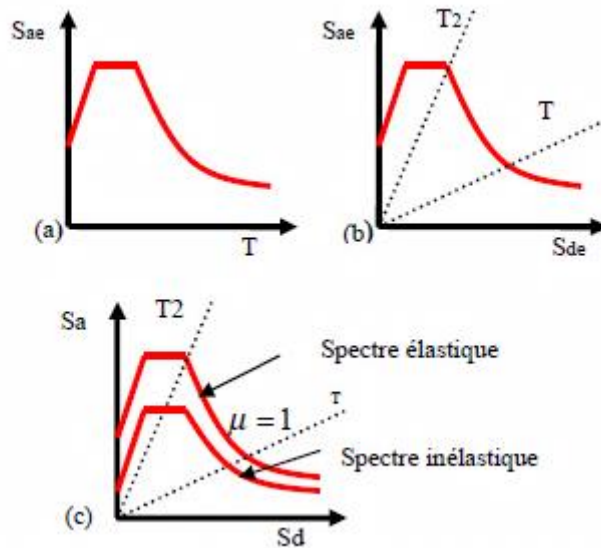 Sae
T
(a)
Sae
T2
T
Sde
(b)
Sa
T2
Spectre élastique
T
μ = 1
Spectre inélastique
(c)
Sd